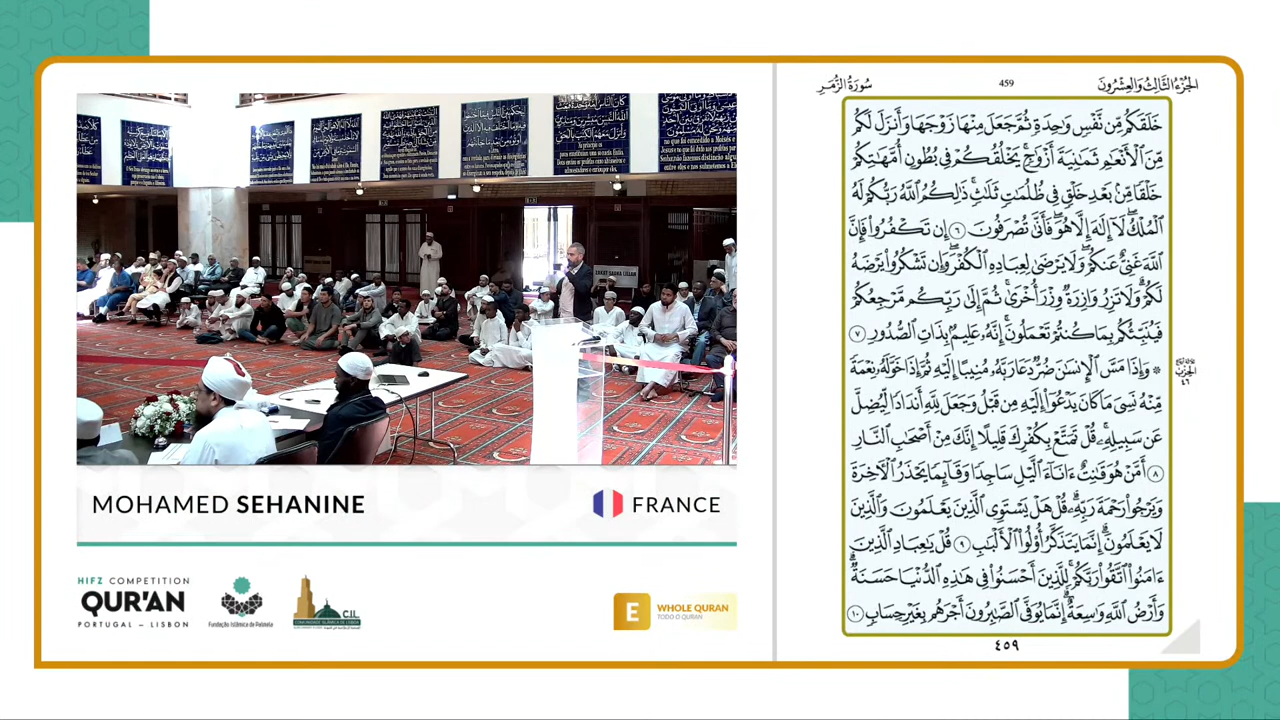 سُورَةُ الزُّمَرِ
459
الجُزْءُ الثَّالِثُ وَالعِشْرُونَ
خَلَقَكُم مِّن نَّفْسٍ وَٰحِدَةٍ ثُمَّ جَعَلَ مِنْهَا زَوْجَهَا وَأَنزَلَ لَكُم
مِّنَ ٱلْأَنْعَٰمِ ثَمَٰنِيَةَ أَزْوَٰجٍ ۚ يَخْلُقُكُمْ فِى بُطُونِ أُمَّهَٰتِكُمْ
خَلْقًا مِّنۢ بَعْدِ خَلْقٍ فِى ظُلُمَٰتٍ ثَلَٰثٍ ۚ ذَٰلِكُمُ ٱللَّهُ رَبُّكُمْ لَهُ
ٱلْمُلْكُ ۖ لَآ إِلَٰهَ إِلَّا هُوَ ۖ فَأَنَّىٰ تُصْرَفُونَ ٦ إِن تَكْفُرُوا۟ فَإِنَّ
ٱللَّهَ غَنِىٌّ عَنكُمْ ۖ وَلَا يَرْضَىٰ لِعِبَادِهِ ٱلْكُفْرَ ۖ وَإِن تَشْكُرُوا۟ يَرْضَهُ
لَكُمْ ۗ وَلَا تَزِرُ وَازِرَةٌ وِزْرَ أُخْرَىٰ ۗ ثُمَّ إِلَىٰ رَبِّكُم مَّرْجِعُكُمْ
فَيُنَبِّئُكُم بِمَا كُنتُمْ تَعْمَلُونَ ۚ إِنَّهُۥ عَلِيمٌۢ بِذَاتِ ٱلصُّدُورِ ٧
۞ وَإِذَا مَسَّ ٱلْإِنسَٰنَ ضُرٌّ دَعَا رَبَّهُۥ مُنِيبًا إِلَيْهِ ثُمَّ إِذَا خَوَّلَهُۥ نِعْمَةً
مِّنْهُ نَسِىَ مَا كَانَ يَدْعُوٓا۟ إِلَيْهِ مِن قَبْلُ وَجَعَلَ لِلَّهِ أَندَادًا لِّيُضِلَّ
عَن سَبِيلِهِۦ ۚ قُلْ تَمَتَّعْ بِكُفْرِكَ قَلِيلًا ۖ إِنَّكَ مِنْ أَصْحَٰبِ ٱلنَّارِ
٨ أَمَّنْ هُوَ قَٰنِتٌ ءَانَآءَ ٱلَّيْلِ سَاجِدًا وَقَآئِمًا يَحْذَرُ ٱلْءَاخِرَةَ
وَيَرْجُوا۟ رَحْمَةَ رَبِّهِۦ ۗ قُلْ هَلْ يَسْتَوِى ٱلَّذِينَ يَعْلَمُونَ وَٱلَّذِينَ
لَا يَعْلَمُونَ ۗ إِنَّمَا يَتَذَكَّرُ أُو۟لُوا۟ ٱلْأَلْبَٰبِ ٩ قُلْ يَٰعِبَادِ ٱلَّذِينَ
ءَامَنُوا۟ ٱتَّقُوا۟ رَبَّكُمْ ۚ لِلَّذِينَ أَحْسَنُوا۟ فِى هَٰذِهِ ٱلدُّنْيَا حَسَنَةٌ ۗ
وَأَرْضُ ٱللَّهِ وَٰسِعَةٌ ۗ إِنَّمَا يُوَفَّى ٱلصَّٰبِرُونَ أَجْرَهُم بِغَيْرِ حِسَابٍ ١٠
٤٥٩
MOHAMED SEHANINE
FRANCE
HIFZ COMPETITION
QUR'AN
PORTUGAL – LISBON
Fundação Islâmica de Palmela
C.I.L
COMUNIDADE ISLÂMICA DE LISBOA
E
WHOLE QURAN
TODO O QURAN